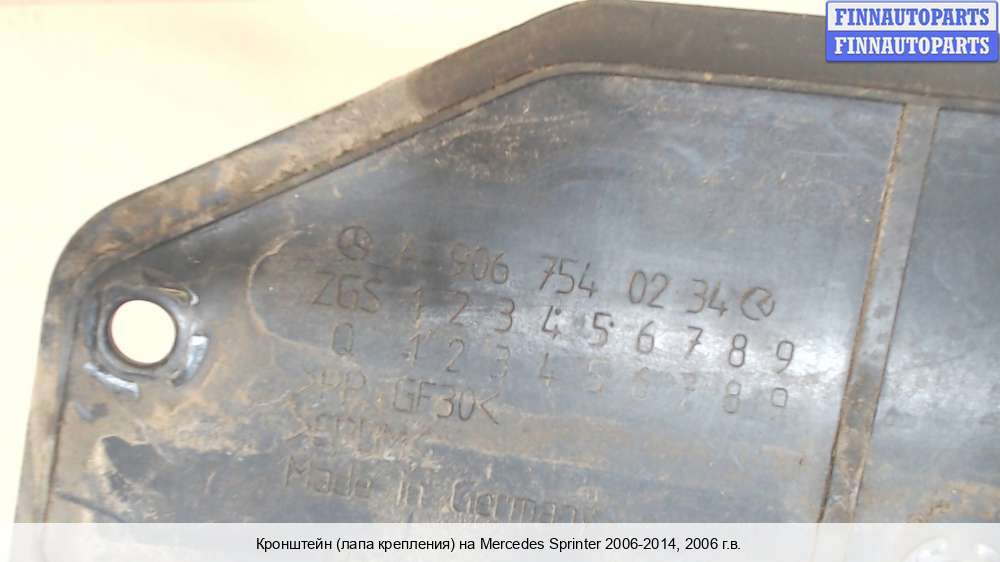 FINNAUTOPARTS
FINNAUTOPARTS
A 906 754 02 34
ZGS 1 2 3 4 5 6 7 8 9
Q 1 2 3 4 5 6 7 8 9
>PP GF30<
>EPDM<
Made in Germany
Кронштейн (лапа крепления) на Mercedes Sprinter 2006-2014, 2006 г.в.